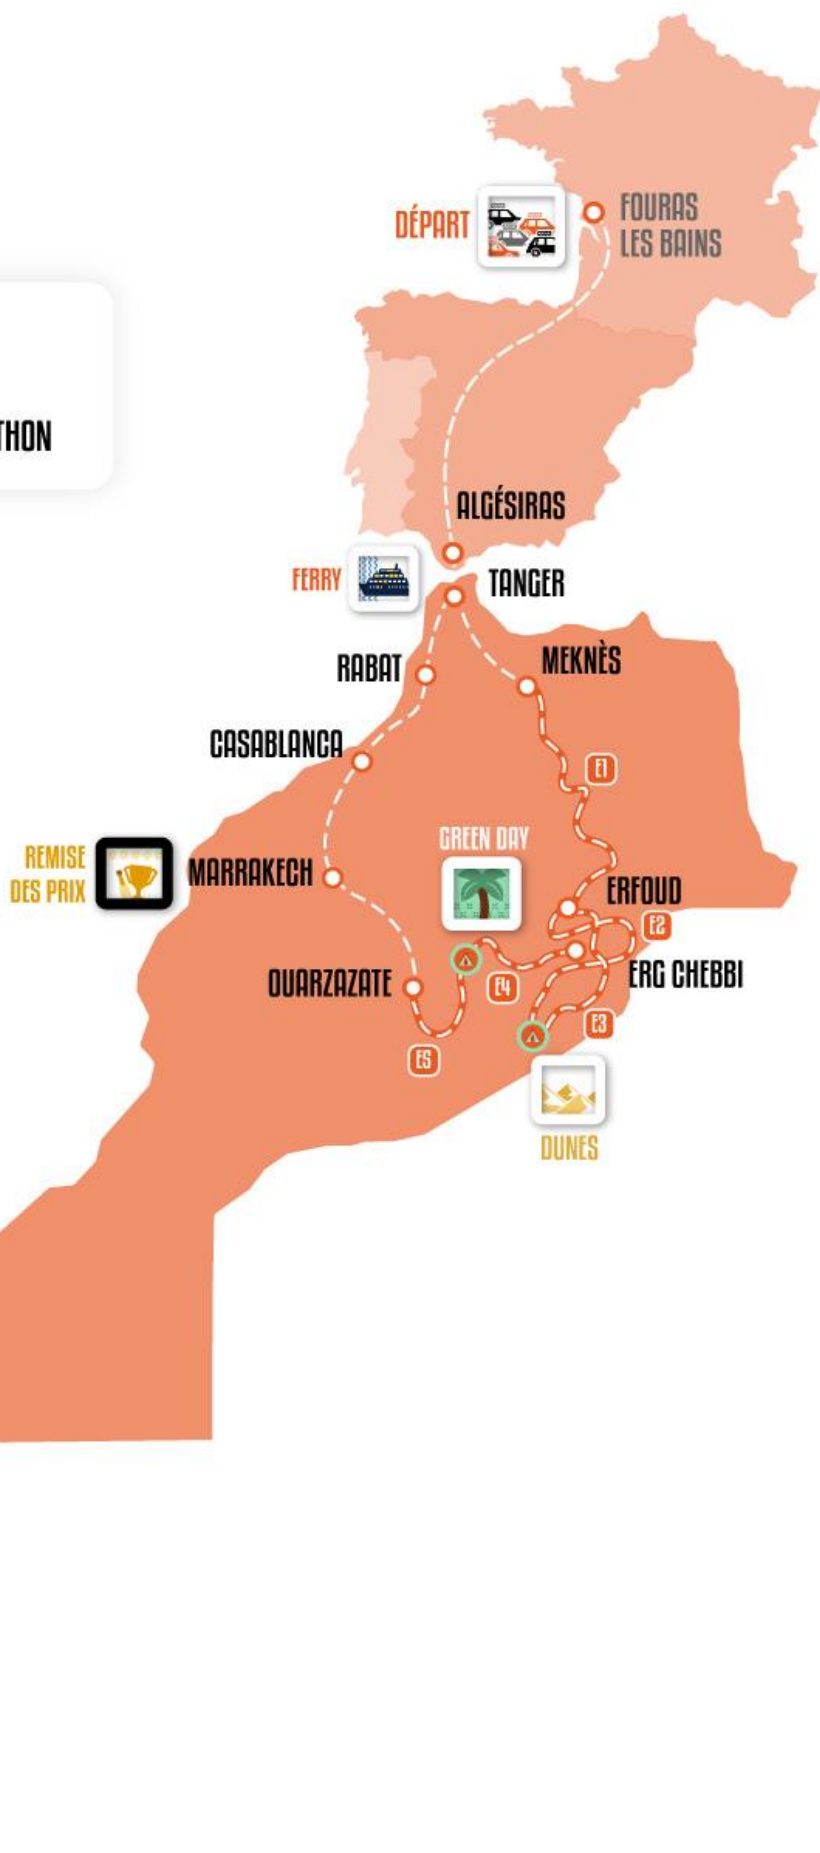 DÉPART
FOURAS
LES BAINS
THON
ALGÉSIRAS
FERRY
TANGER
RABAT
MEKNÈS
CASABLANCA
E1
GREEN DAY
REMISE
DES PRIX
MARRAKECH
ERFOUD
E2
OUARZAZATE
E4
ERG CHEBBI
E3
E5
DUNES